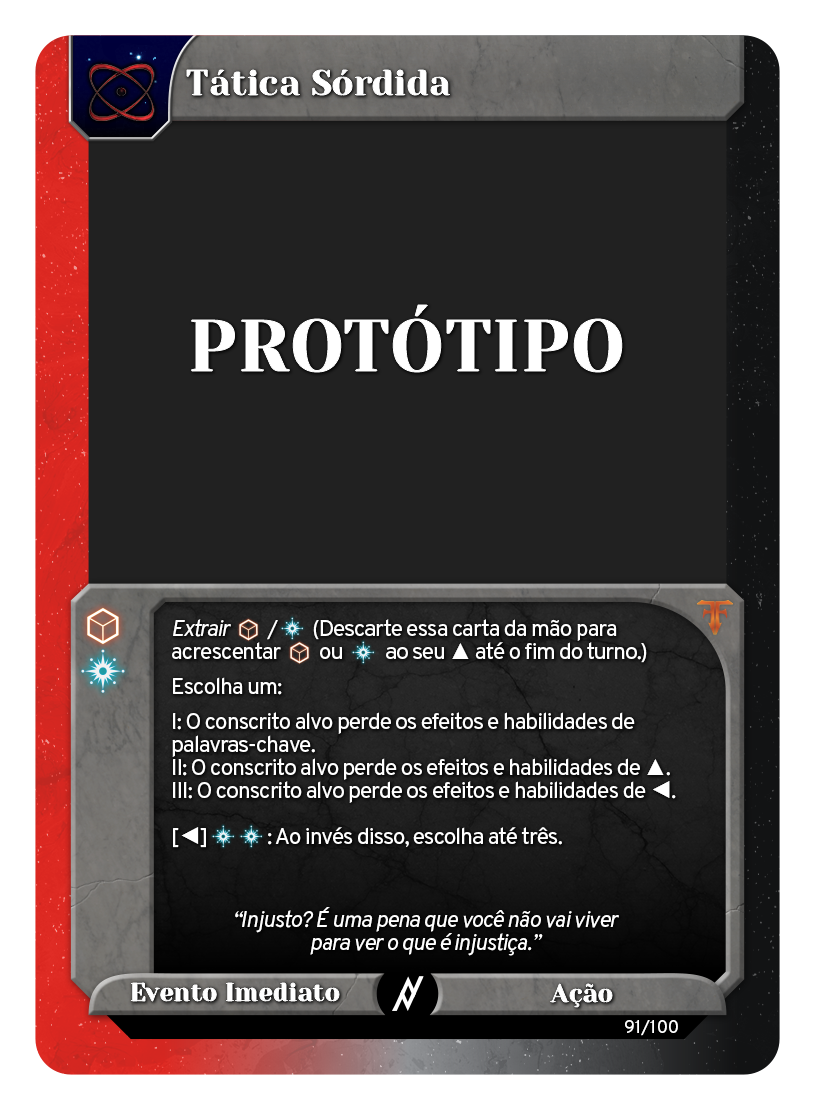 Tática Sórdida
PROTÓTIPO
Extrair / (Descarte essa carta da mão para
acrescentar ou ao seu ▲ até o fim do turno.)
Escolha um:
I: O conscrito alvo perde os efeitos e habilidades de
palavras-chave.
II: O conscrito alvo perde os efeitos e habilidades de ▲.
III: O conscrito alvo perde os efeitos e habilidades de ◀.
[◀] : Ao invés disso, escolha até três.
“Injusto? É uma pena que você não vai viver
para ver o que é injustiça.”
Evento Imediato
Ação
91/100